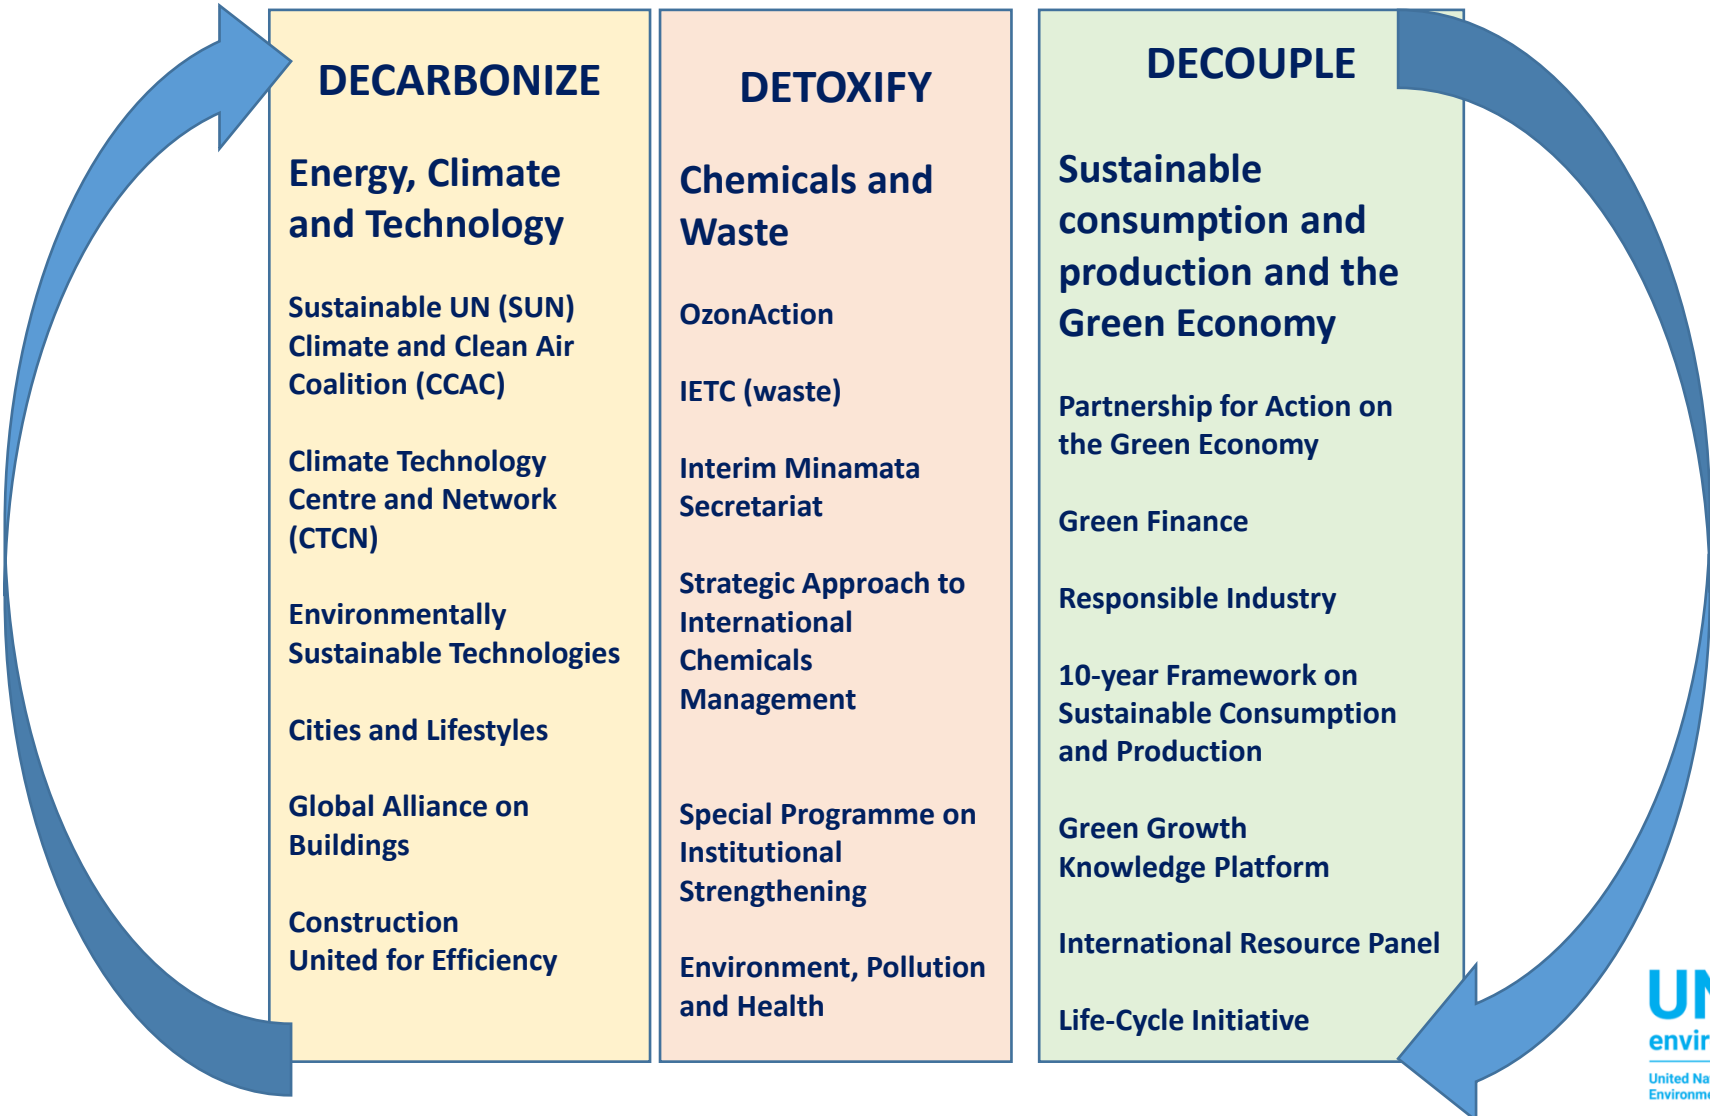 DECARBONIZE
Energy, Climate
and Technology
Sustainable UN (SUN)
Climate and Clean Air
Coalition (CCAC)
Climate Technology
Centre and Network
(CTCN)
Environmentally
Sustainable Technologies
Cities and Lifestyles
Global Alliance on
Buildings
Construction
United for Efficiency
DETOXIFY
Chemicals and
Waste
OzonAction
IETC (waste)
Interim Minamata
Secretariat
Strategic Approach to
International
Chemicals
Management
Special Programme on
Institutional
Strengthening
Environment, Pollution
and Health
DECOUPLE
Sustainable
consumption and
production and the
Green Economy
Partnership for Action on
the Green Economy
Green Finance
Responsible Industry
10-year Framework on
Sustainable Consumption
and Production
Green Growth
Knowledge Platform
International Resource Panel
Life-Cycle Initiative
UN
envir
United Na
Environme